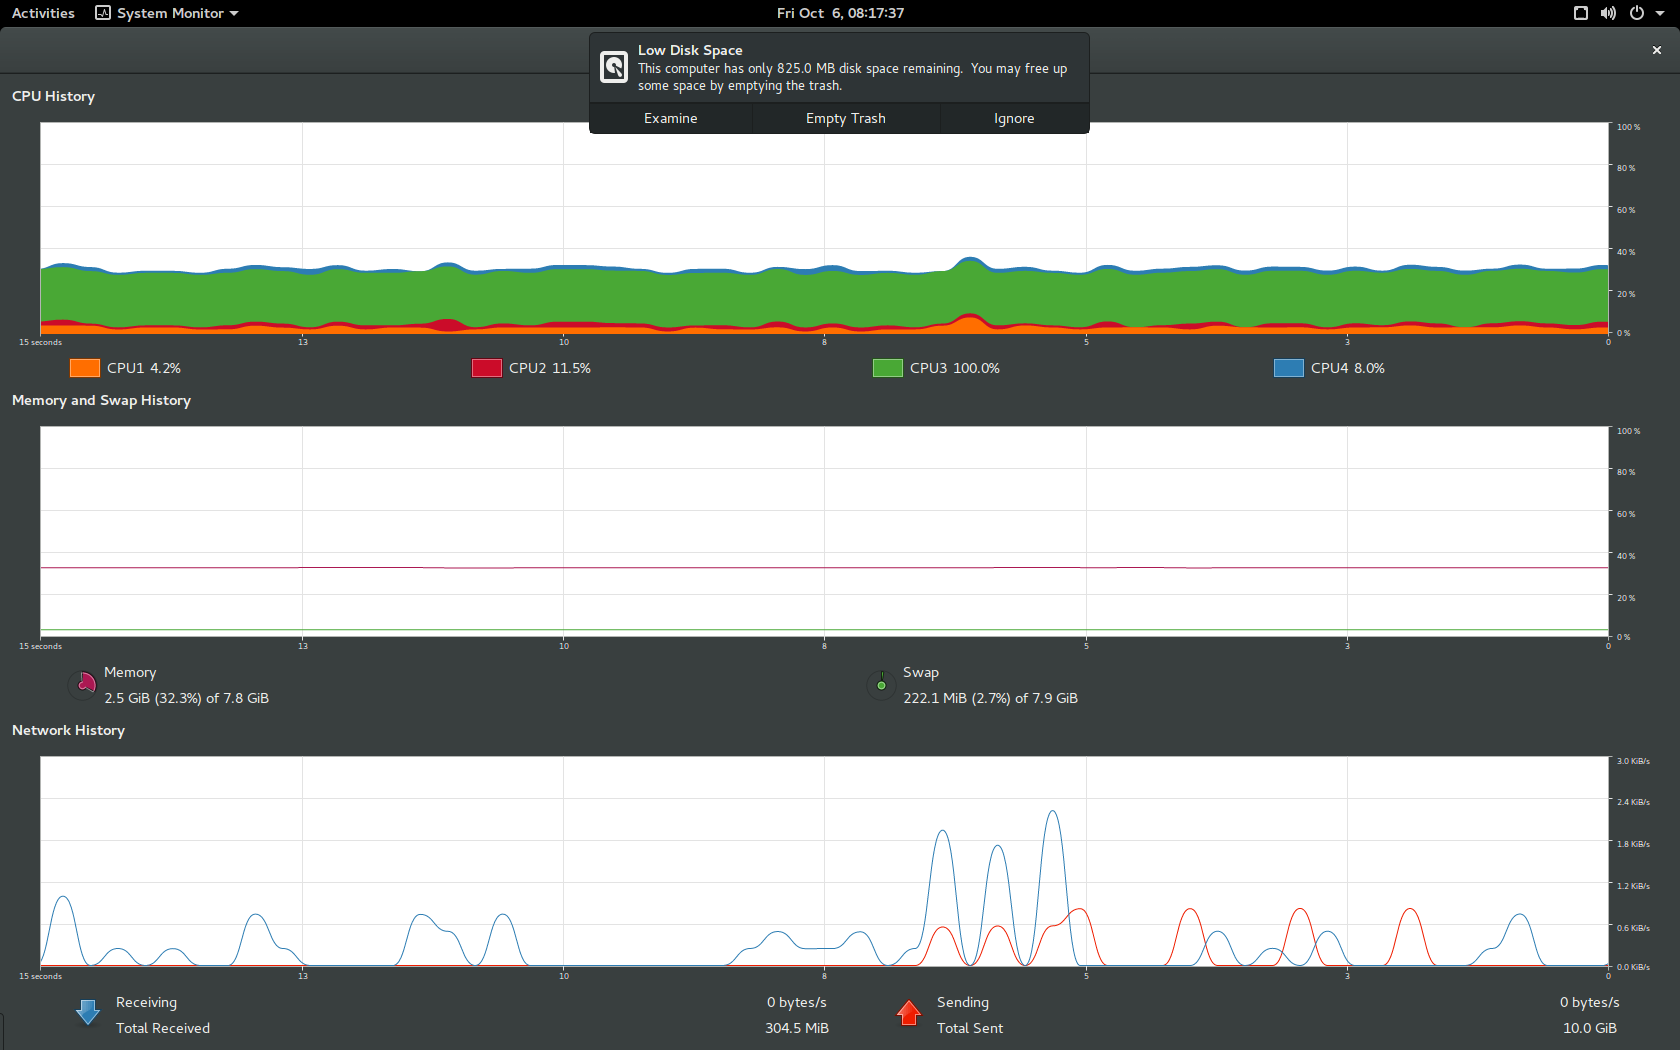 Activities System Monitor Fri Oct 6, 08:17:37
Low Disk Space
This computer has only 825.0 MB disk space remaining. You may free up
some space by emptying the trash.
Examine Empty Trash Ignore
CPU History
100 %
80 %
60 %
40 %
20 %
0 %
15 seconds 13 10 8 5 3 0
CPU1 4.2% CPU2 11.5% CPU3 100.0% CPU4 8.0%
Memory and Swap History
100 %
80 %
60 %
40 %
20 %
0 %
15 seconds 13 10 8 5 3 0
Memory Swap
2.5 GiB (32.3%) of 7.8 GiB 222.1 MiB (2.7%) of 7.9 GiB
Network History
3.0 KiB/s
2.4 KiB/s
1.8 KiB/s
1.2 KiB/s
0.6 KiB/s
0.0 KiB/s
15 seconds 13 10 8 5 3 0
Receiving 0 bytes/s Sending 0 bytes/s
Total Received 304.5 MiB Total Sent 10.0 GiB